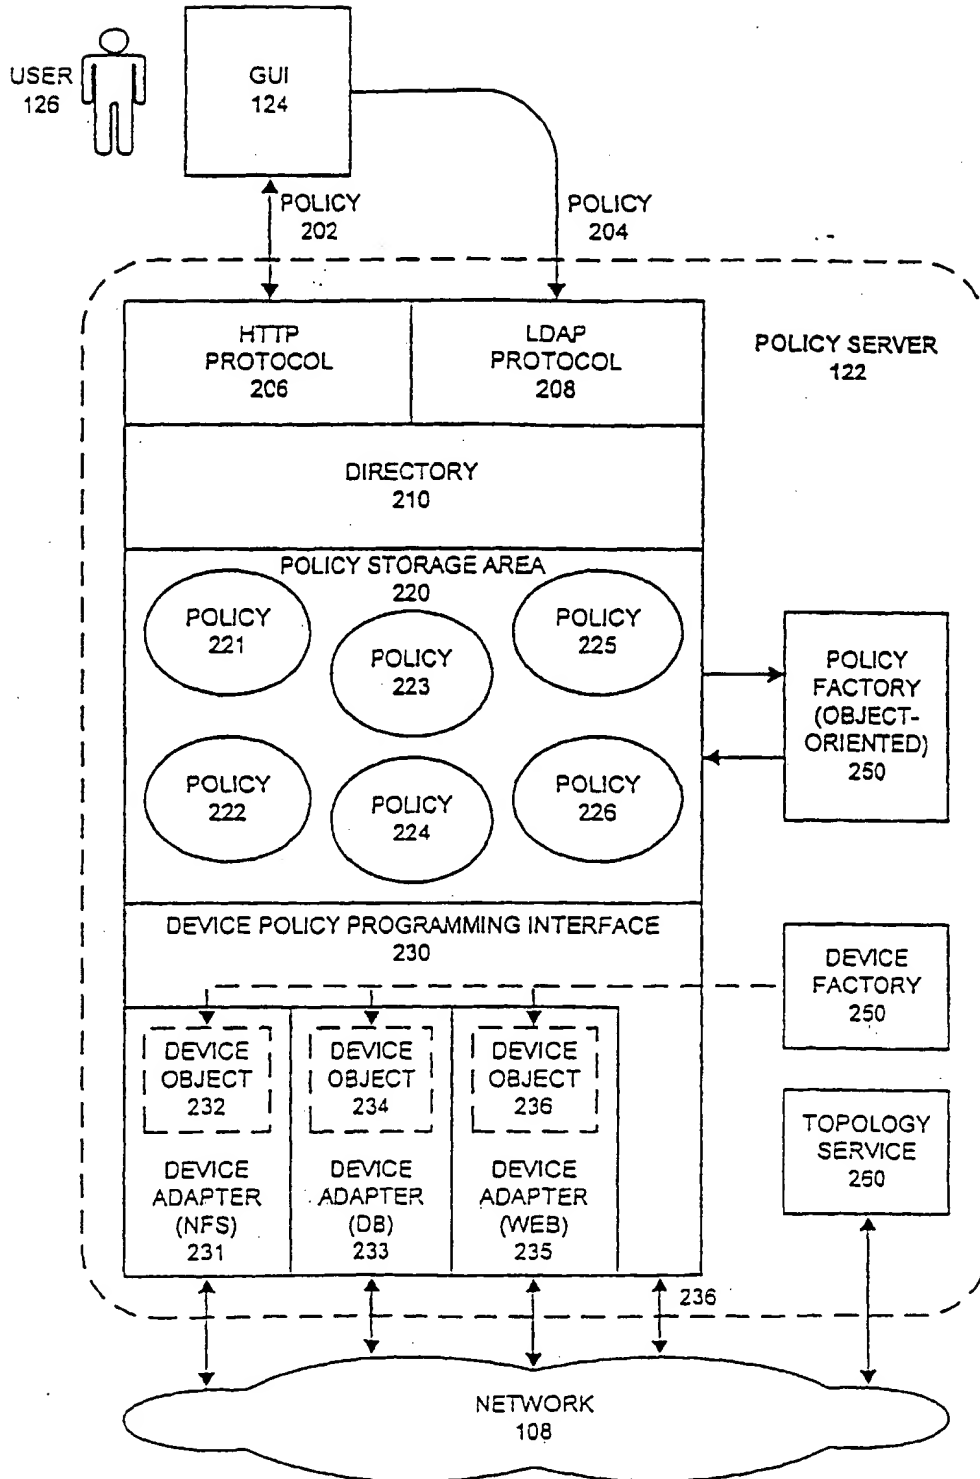 USER
126
GUI
124
POLICY
202
POLICY
204
HTTP
PROTOCOL
206
LDAP
PROTOCOL
208
POLICY SERVER
122
DIRECTORY
210
POLICY STORAGE AREA
220
POLICY
221
POLICY
223
POLICY
225
POLICY
222
POLICY
224
POLICY
226
POLICY
FACTORY
(OBJECT-
ORIENTED)
250
DEVICE POLICY PROGRAMMING INTERFACE
230
DEVICE
FACTORY
250
DEVICE
OBJECT
232
DEVICE
OBJECT
234
DEVICE
OBJECT
236
DEVICE
ADAPTER
(NFS)
231
DEVICE
ADAPTER
(DB)
233
DEVICE
ADAPTER
(WEB)
235
TOPOLOGY
SERVICE
260
236
NETWORK
108